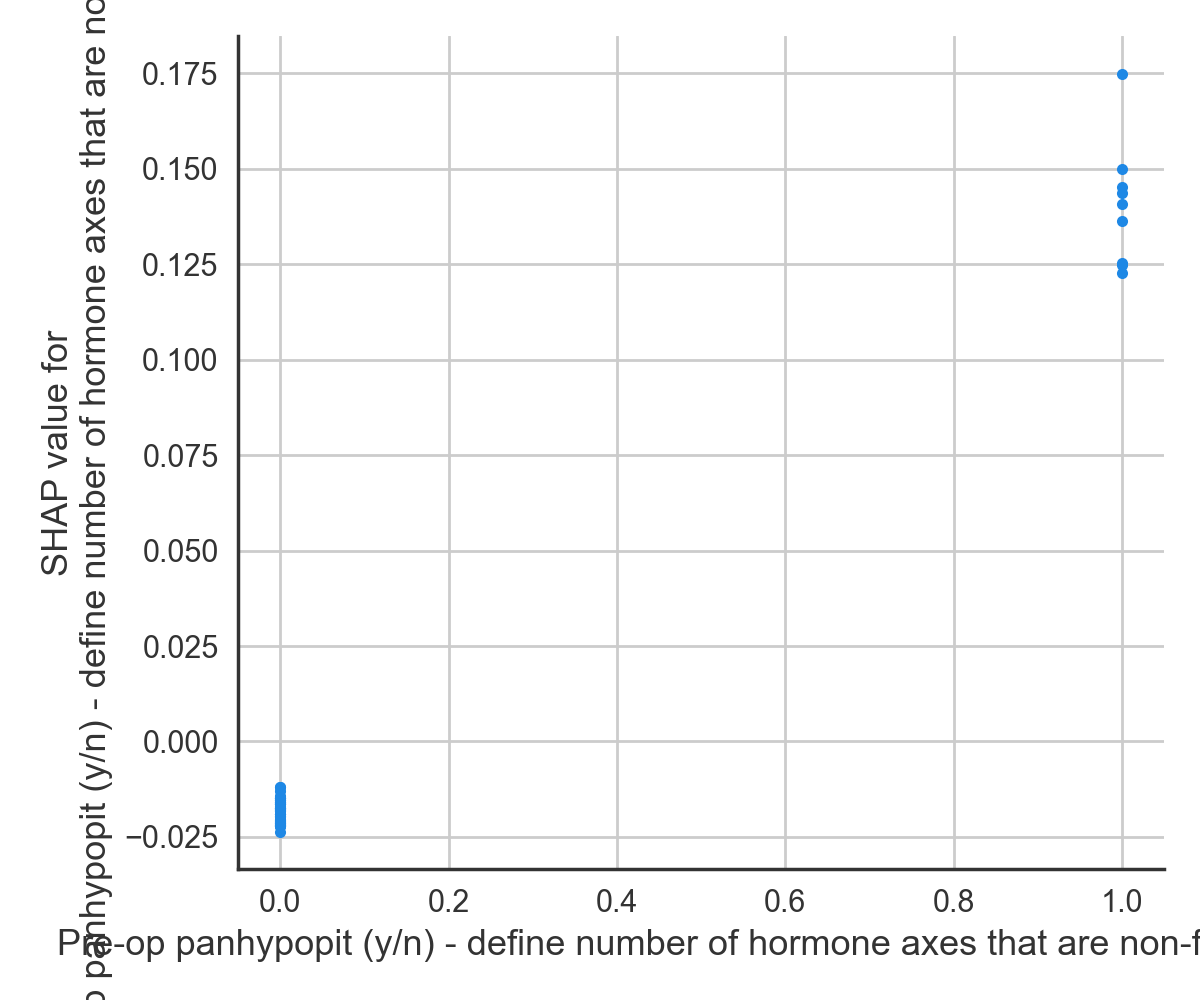 SHAP value for
panhypopit (y/n) - define number of hormone axes that are
0.175
0.150
0.125
0.100
0.075
0.050
0.025
0.000
−0.025
0.0 0.2 0.4 0.6 0.8 1.0
Pre-op panhypopit (y/n) - define number of hormone axes that are non-f